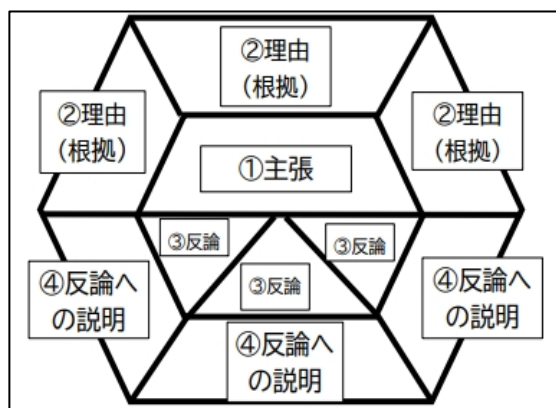 ②理由
（根拠）
②理由
（根拠）
②理由
（根拠）
①主張
③反論
③反論
③反論
④反論へ
の説明
④反論へ
の説明
④反論へ
の説明